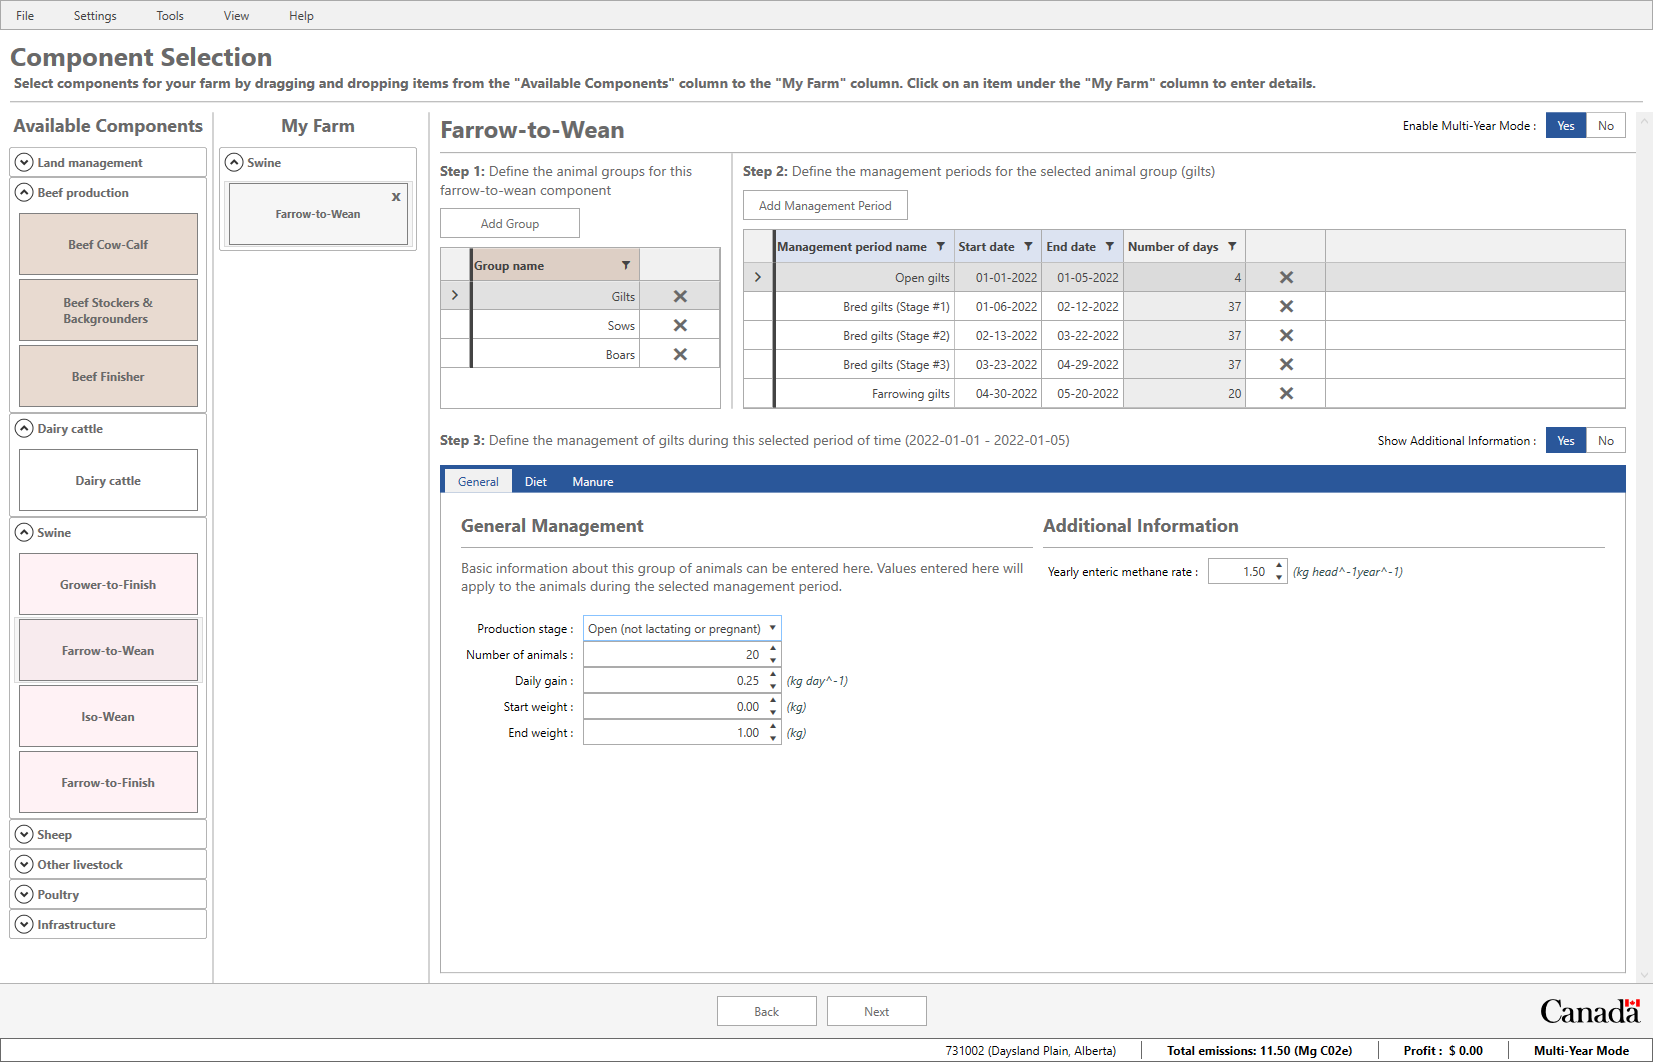 File Settings Tools View Help
Component Selection
Select components for your farm by dragging and dropping items from the "Available Components" column to the "My Farm" column. Click on an item under the "My Farm" column to enter details.
Available Components
Land management
Beef production
Beef Cow-Calf
Beef Stockers &
Backgrounders
Beef Finisher
Dairy cattle
Dairy cattle
Swine
Grower-to-Finish
Farrow-to-Wean
Iso-Wean
Farrow-to-Finish
Sheep
Other livestock
Poultry
Infrastructure
My Farm
Swine
x
Farrow-to-Wean
Farrow-to-Wean
Enable Multi-Year Mode : Yes No
Step 1: Define the animal groups for this
farrow-to-wean component
Add Group
Group name
Gilts
Sows
Boars
Step 2: Define the management periods for the selected animal group (gilts)
Add Management Period
Management period name Start date End date Number of days
Open gilts 01-01-2022 01-05-2022 4
Bred gilts (Stage #1) 01-06-2022 02-12-2022 37
Bred gilts (Stage #2) 02-13-2022 03-22-2022 37
Bred gilts (Stage #3) 03-23-2022 04-29-2022 37
Farrowing gilts 04-30-2022 05-20-2022 20
Step 3: Define the management of gilts during this selected period of time (2022-01-01 - 2022-01-05)
Show Additional Information : Yes No
General Diet Manure
General Management
Basic information about this group of animals can be entered here. Values entered here will
apply to the animals during the selected management period.
Production stage : Open (not lactating or pregnant)
Number of animals : 20
Daily gain : 0.25 (kg day^-1)
Start weight : 0.00 (kg)
End weight : 1.00 (kg)
Additional Information
Yearly enteric methane rate : 1.50 (kg head^-1year^-1)
Back Next
Canada
731002 (Daysland Plain, Alberta) Total emissions: 11.50 (Mg C02e) Profit : $ 0.00 Multi-Year Mode